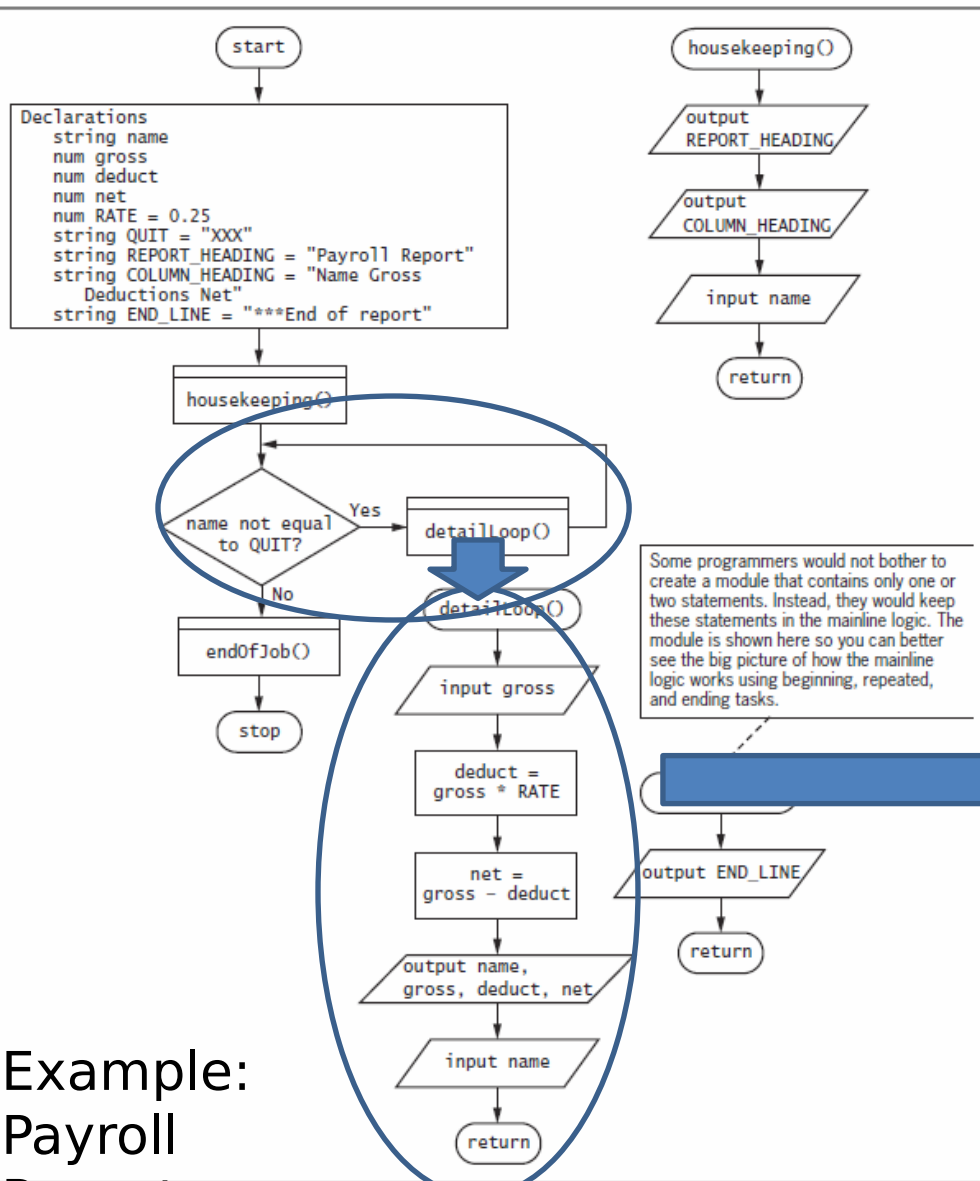 start
Declarations
string name
num gross
num deduct
num net
num RATE = 0.25
string QUIT = "XXX"
string REPORT_HEADING = "Payroll Report"
string COLUMN_HEADING = "Name Gross
Deductions Net"
string END_LINE = "***End of report"
housekeeping()
name not equal
to QUIT?
Yes
detailLoop()
No
endOfJob()
stop
housekeeping()
output
REPORT_HEADING
output
COLUMN_HEADING
input name
return
detailLoop()
input gross
deduct =
gross * RATE
net =
gross – deduct
output name,
gross, deduct, net
input name
return
Some programmers would not bother to
create a module that contains only one or
two statements. Instead, they would keep
these statements in the mainline logic. The
module is shown here so you can better
see the big picture of how the mainline
logic works using beginning, repeated,
and ending tasks.
output END_LINE
return
Example:
Payroll